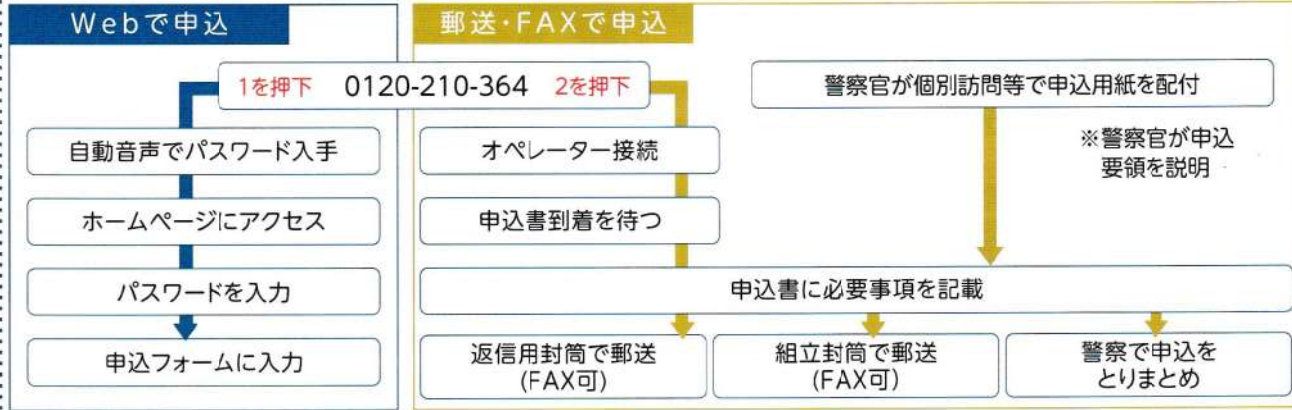 Webで申込
郵送・FAXで申込
1を押下 0120-210-364 2を押下
自動音声でパスワード入手
ホームページにアクセス
パスワードを入力
申込フォームに入力
オペレーター接続
申込書到着を待つ
警察官が個別訪問等で申込用紙を配付
※警察官が申込
要領を説明
申込書に必要事項を記載
返信用封筒で郵送
(FAX可)
組立封筒で郵送
(FAX可)
警察で申込を
とりまとめ